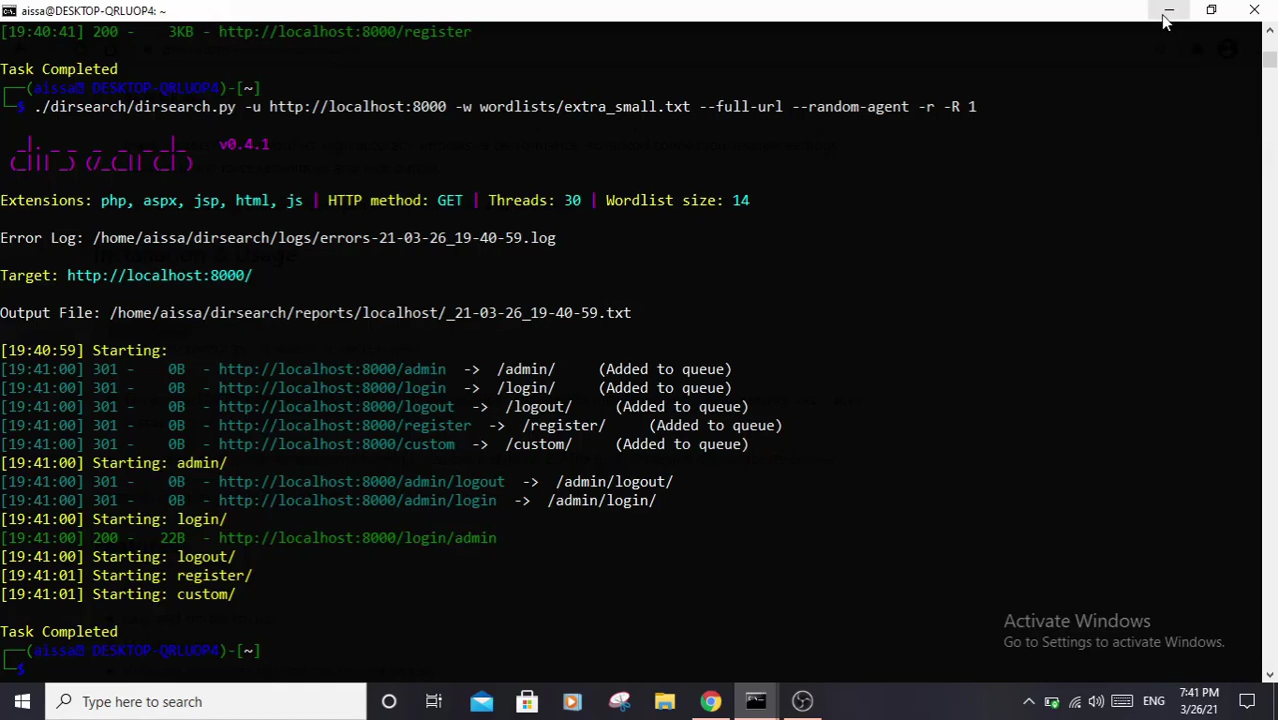 aissa@DESKTOP-QRLUOP4: ~
[19:40:41] 200 -    3KB - http://localhost:8000/register
Task Completed
┌──(aissa㉿ DESKTOP-QRLUOP4)-[~]
└─$ ./dirsearch/dirsearch.py -u http://localhost:8000 -w wordlists/extra_small.txt --full-url --random-agent -r -R 1
_|. _ _  _  _  _ _|_    v0.4.1
(_||| _) (/_(_|| (_| )
Extensions: php, aspx, jsp, html, js | HTTP method: GET | Threads: 30 | Wordlist size: 14
Error Log: /home/aissa/dirsearch/logs/errors-21-03-26_19-40-59.log
Target: http://localhost:8000/
Output File: /home/aissa/dirsearch/reports/localhost/_21-03-26_19-40-59.txt
[19:40:59] Starting:
[19:41:00] 301 -    0B  - http://localhost:8000/admin  ->  /admin/     (Added to queue)
[19:41:00] 301 -    0B  - http://localhost:8000/login  ->  /login/     (Added to queue)
[19:41:00] 301 -    0B  - http://localhost:8000/logout  ->  /logout/     (Added to queue)
[19:41:00] 301 -    0B  - http://localhost:8000/register  ->  /register/     (Added to queue)
[19:41:00] 301 -    0B  - http://localhost:8000/custom  ->  /custom/     (Added to queue)
[19:41:00] Starting: admin/
[19:41:00] 301 -    0B  - http://localhost:8000/admin/logout  ->  /admin/logout/
[19:41:00] 301 -    0B  - http://localhost:8000/admin/login  ->  /admin/login/
[19:41:00] Starting: login/
[19:41:00] 200 -   22B  - http://localhost:8000/login/admin
[19:41:00] Starting: logout/
[19:41:01] Starting: register/
[19:41:01] Starting: custom/
Task Completed
┌──(aissa㉿ DESKTOP-QRLUOP4)-[~]
└─$
Activate Windows
Go to Settings to activate Windows.
Type here to search
ENG
7:41 PM
3/26/21